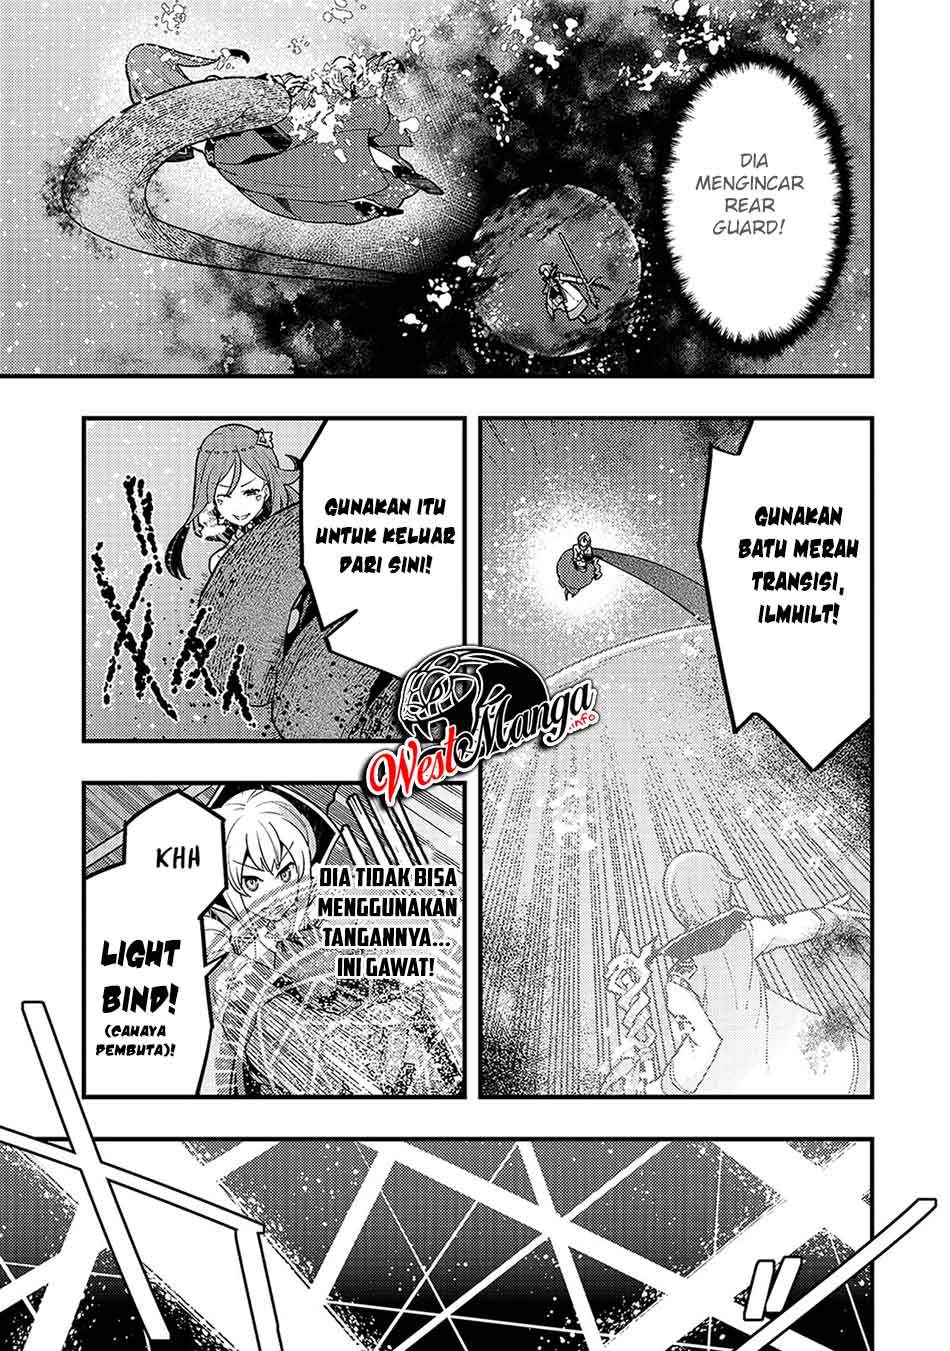 DIA
MENGINCAR
REAR
GUARD!
GUNAKAN
BATU MERAH
TRANSISI,
ILMHILT!
GUNAKAN ITU
UNTUK KELUAR
DARI SINI!
WestManga
.info
DIA TIDAK BISA
MENGGUNAKAN
TANGANNYA...
INI GAWAT!
KHH
LIGHT
BIND!
(CAHAYA
PEMBUTA)!